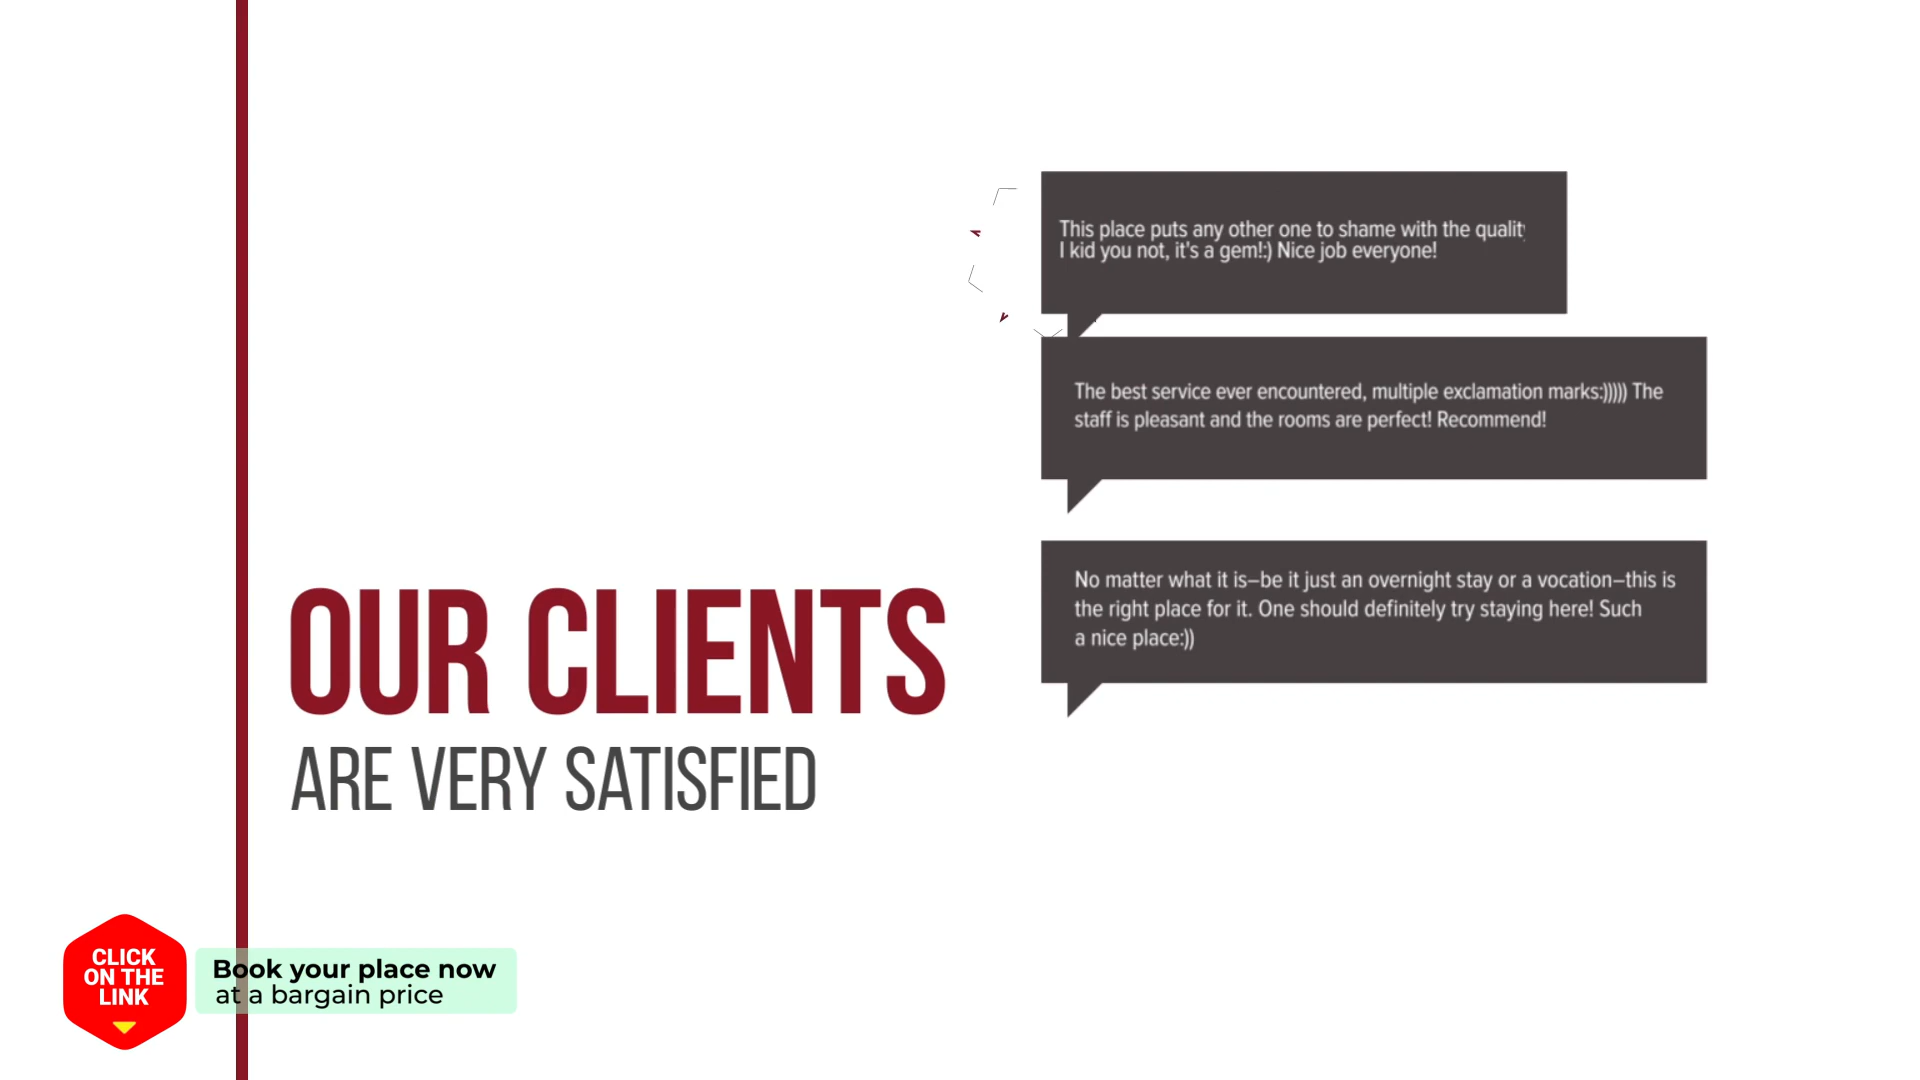 This place puts any other one to shame with the quality
I kid you not, it's a gem!:) Nice job everyone!
The best service ever encountered, multiple exclamation marks:))))) The
staff is pleasant and the rooms are perfect! Recommend!
No matter what it is–be it just an overnight stay or a vocation–this is
the right place for it. One should definitely try staying here! Such
a nice place:))
OUR CLIENTS
ARE VERY SATISFIED
CLICK
ON THE
LINK
Book your place now
at a bargain price